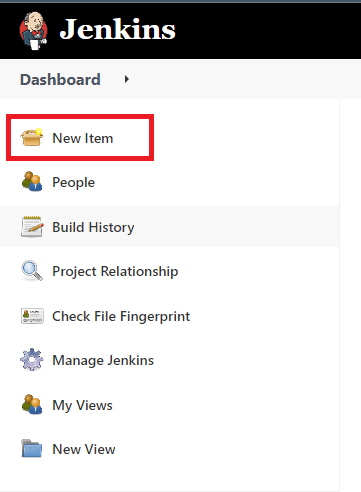 Jenkins
Dashboard
New Item
People
Build History
Project Relationship
Check File Fingerprint
Manage Jenkins
My Views
New View